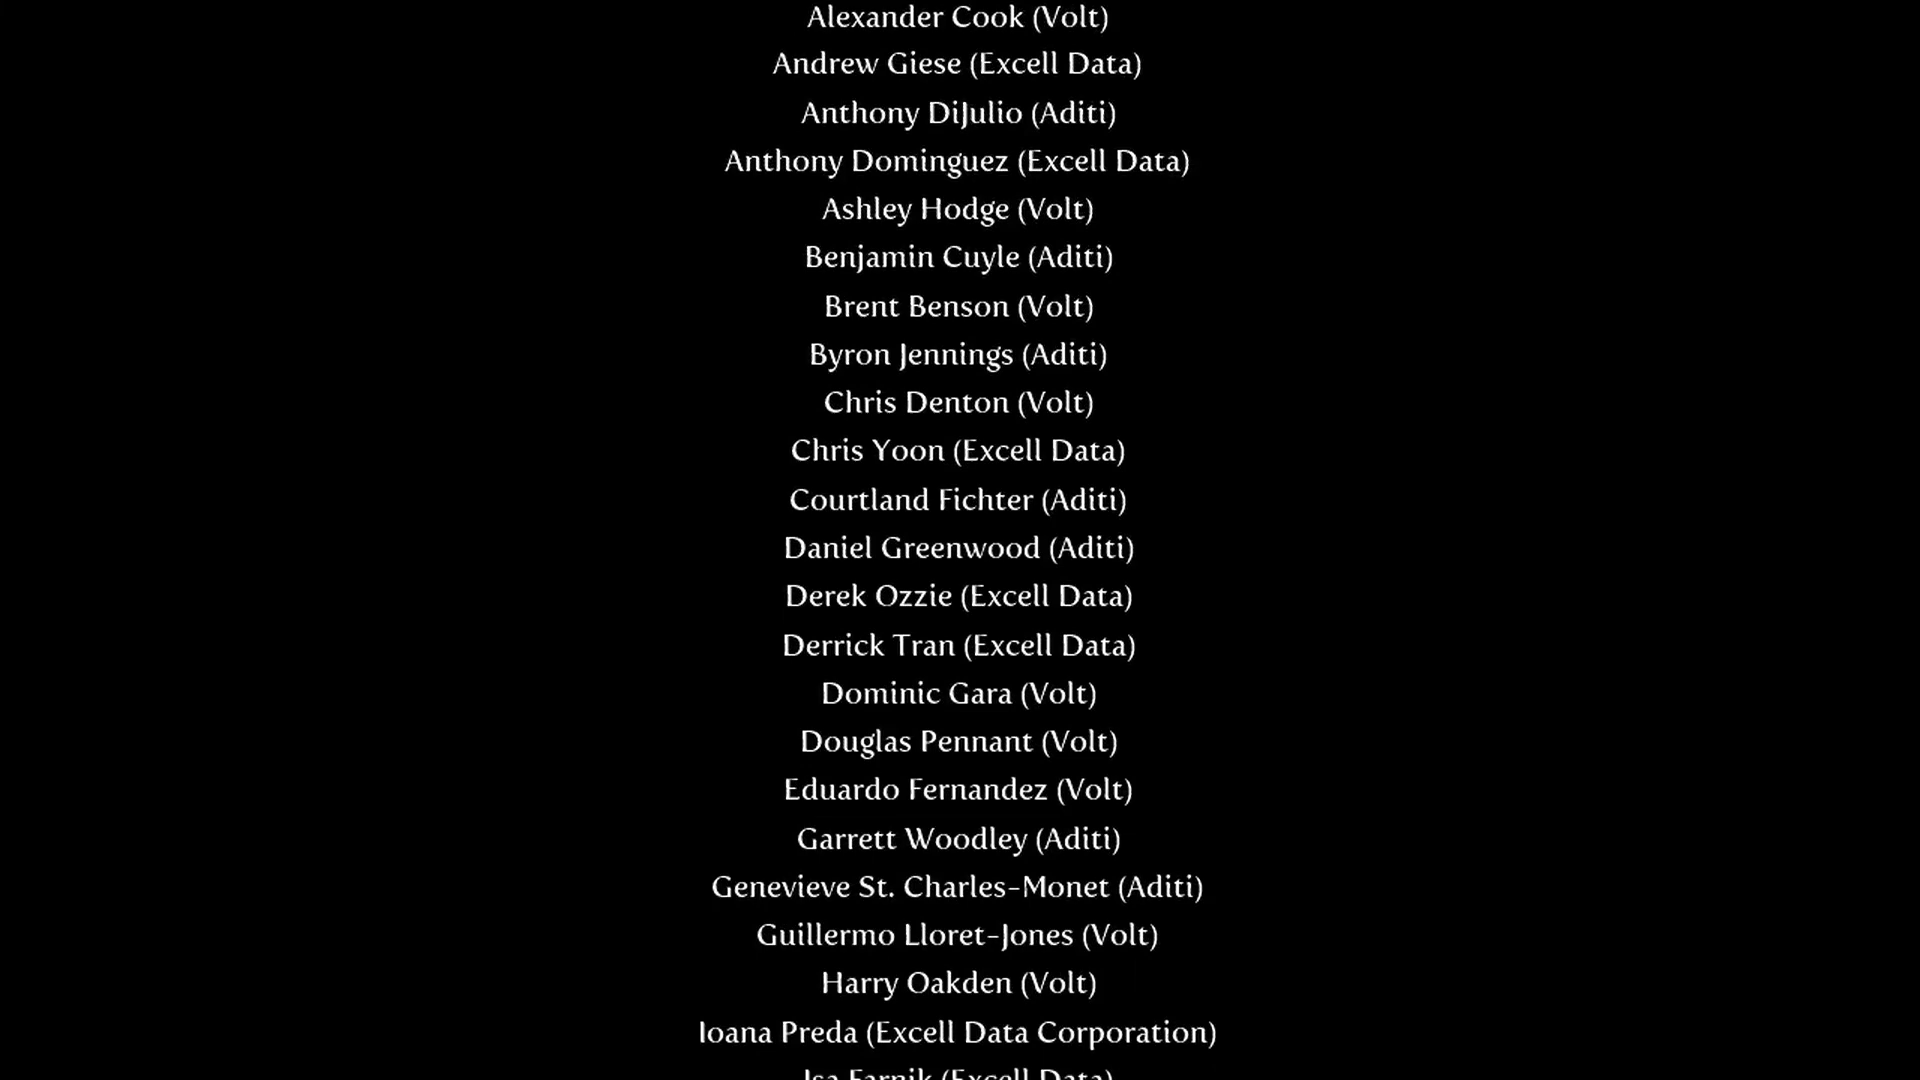 Alexander Cook (Volt)
Andrew Giese (Excell Data)
Anthony DiJulio (Aditi)
Anthony Dominguez (Excell Data)
Ashley Hodge (Volt)
Benjamin Cuyle (Aditi)
Brent Benson (Volt)
Byron Jennings (Aditi)
Chris Denton (Volt)
Chris Yoon (Excell Data)
Courtland Fichter (Aditi)
Daniel Greenwood (Aditi)
Derek Ozzie (Excell Data)
Derrick Tran (Excell Data)
Dominic Gara (Volt)
Douglas Pennant (Volt)
Eduardo Fernandez (Volt)
Garrett Woodley (Aditi)
Genevieve St. Charles-Monet (Aditi)
Guillermo Lloret-Jones (Volt)
Harry Oakden (Volt)
Ioana Preda (Excell Data Corporation)
Isa Farnik (Excell Data)